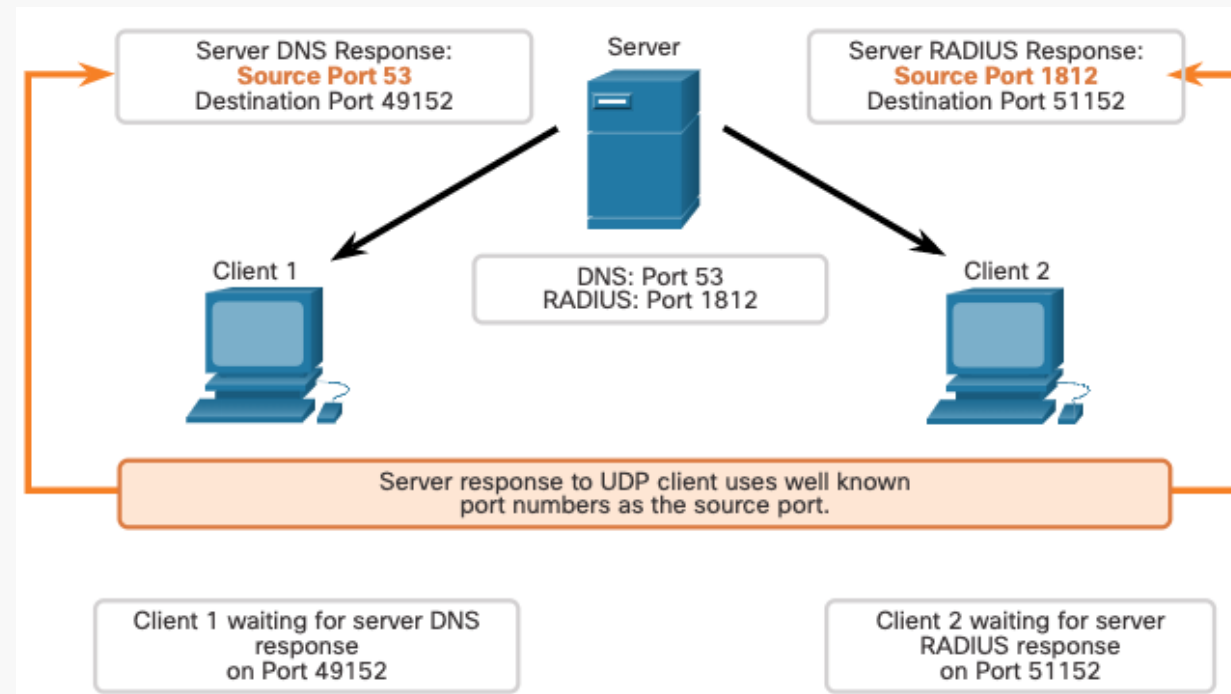 Server DNS Response:
Source Port 53
Destination Port 49152
Server
Server RADIUS Response:
Source Port 1812
Destination Port 51152
Client 1
DNS: Port 53
RADIUS: Port 1812
Client 2
Server response to UDP client uses well known
port numbers as the source port.
Client 1 waiting for server DNS
response
on Port 49152
Client 2 waiting for server
RADIUS response
on Port 51152